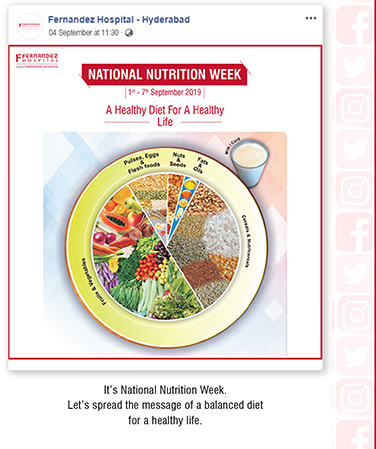 Fernandez Hospital - Hyderabad
04 September at 11:30 ·
FERNANDEZ
HOSPITAL
NATIONAL NUTRITION WEEK
1st - 7th September 2019
A Healthy Diet For A Healthy
Life
Pulses, Eggs
&
Flesh foods
Nuts
&
Seeds
Fats
&
Oils
Milk/Curd
Cereals & Nutricereals
Fruits & Vegetables
It's National Nutrition Week.
Let's spread the message of a balanced diet
for a healthy life.